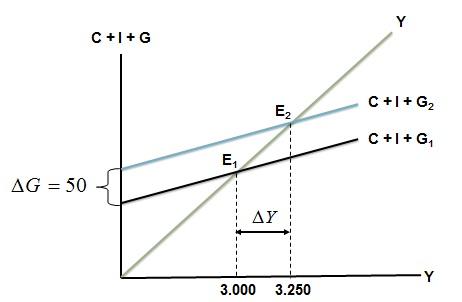 Y
C + I + G
E₂
C + I + G₂
C + I + G₁
E₁
ΔG = 50
ΔY
Y
3.000
3.250